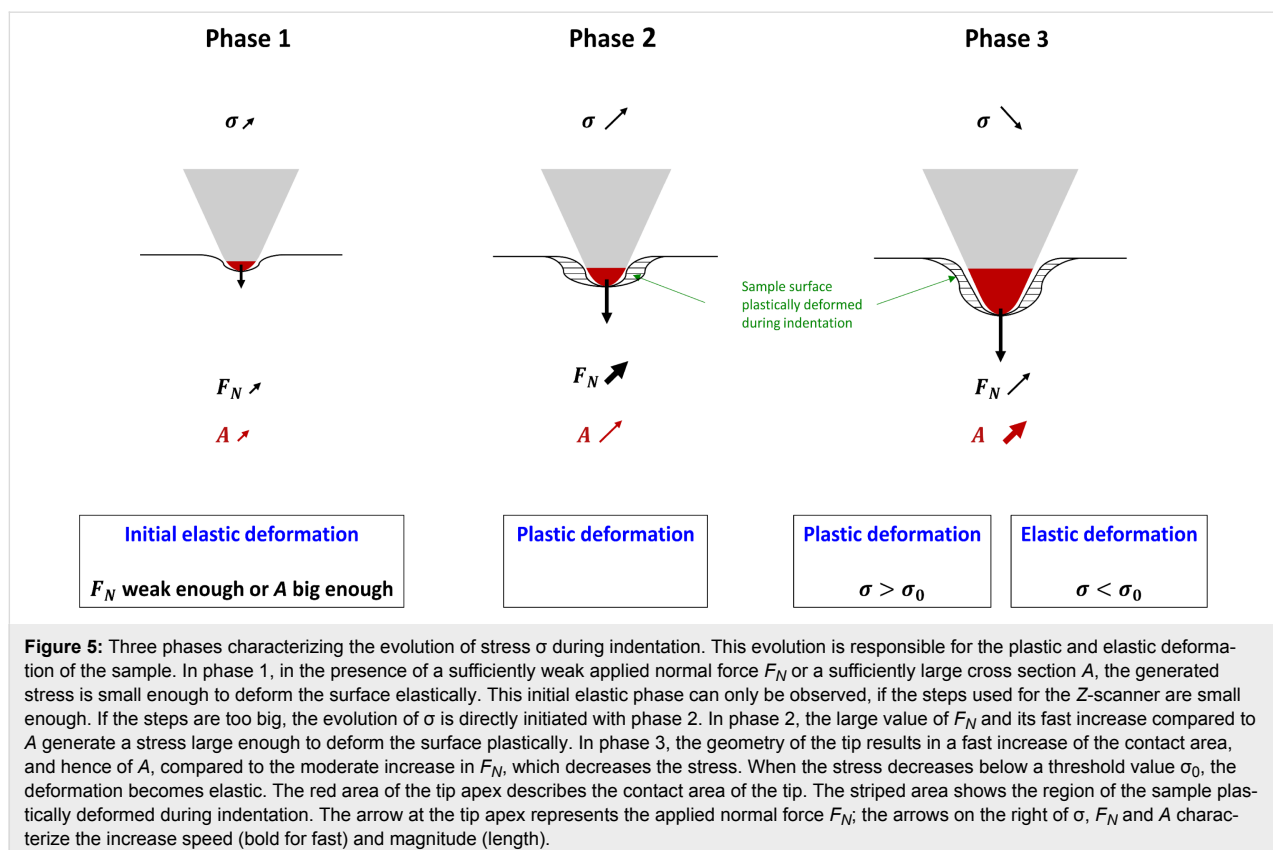 Phase 1
Phase 2
Phase 3
σ
σ
σ
Sample surface
plastically deformed
during indentation
F_N
F_N
F_N
A
A
A
Initial elastic deformation
F_N weak enough or A big enough
Plastic deformation
Plastic deformation
σ > σ₀
Elastic deformation
σ < σ₀
Figure 5: Three phases characterizing the evolution of stress σ during indentation. This evolution is responsible for the plastic and elastic deforma-
tion of the sample. In phase 1, in the presence of a sufficiently weak applied normal force F_N or a sufficiently large cross section A, the generated
stress is small enough to deform the surface elastically. This initial elastic phase can only be observed, if the steps used for the Z-scanner are small
enough. If the steps are too big, the evolution of σ is directly initiated with phase 2. In phase 2, the large value of F_N and its fast increase compared to
A generate a stress large enough to deform the surface plastically. In phase 3, the geometry of the tip results in a fast increase of the contact area,
and hence of A, compared to the moderate increase in F_N, which decreases the stress. When the stress decreases below a threshold value σ₀, the
deformation becomes elastic. The red area of the tip apex describes the contact area of the tip. The striped area shows the region of the sample plas-
tically deformed during indentation. The arrow at the tip apex represents the applied normal force F_N; the arrows on the right of σ, F_N and A charac-
terize the increase speed (bold for fast) and magnitude (length).